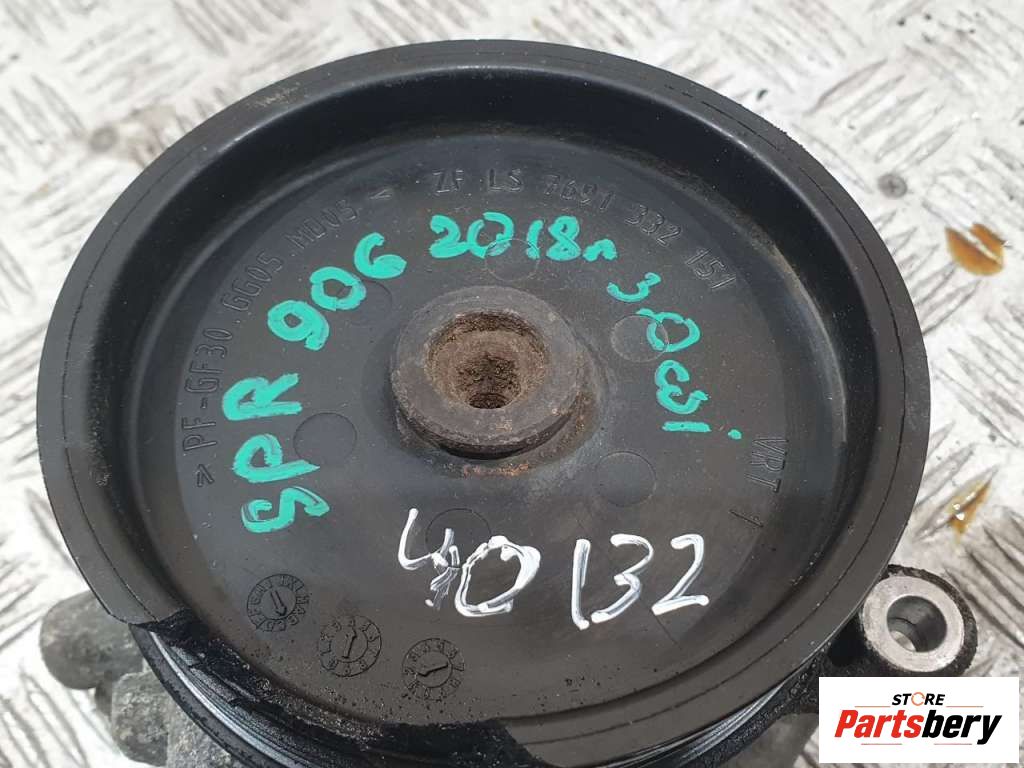 ZF LS 7691 332 151
>PF-GF30 GG05 MD05<
VRT 1
SPR 906 2018г 3,0cdi
40132
STORE
Partsbery